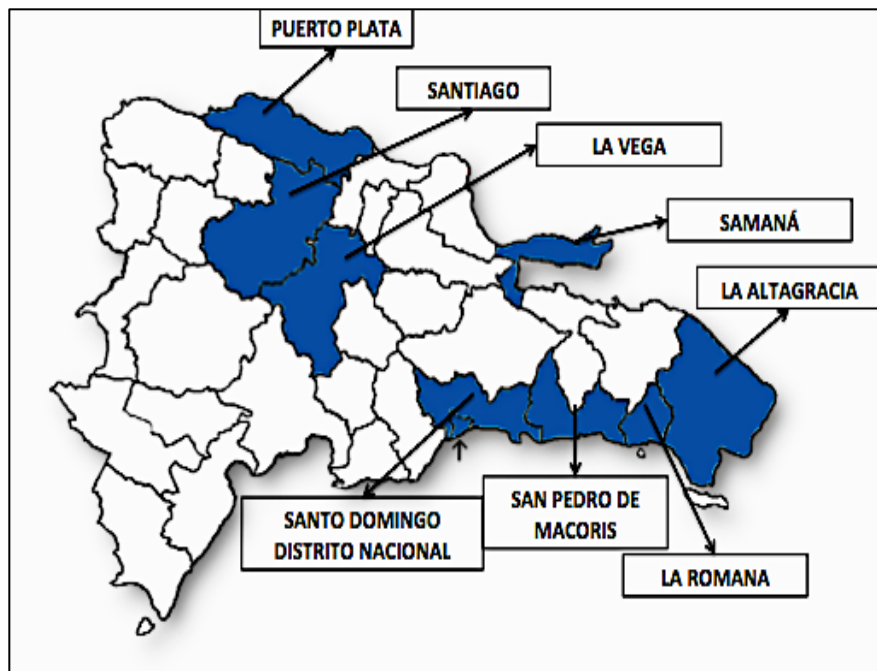 PUERTO PLATA
SANTIAGO
LA VEGA
SAMANÁ
LA ALTAGRACIA
SANTO DOMINGO
DISTRITO NACIONAL
SAN PEDRO DE
MACORIS
LA ROMANA